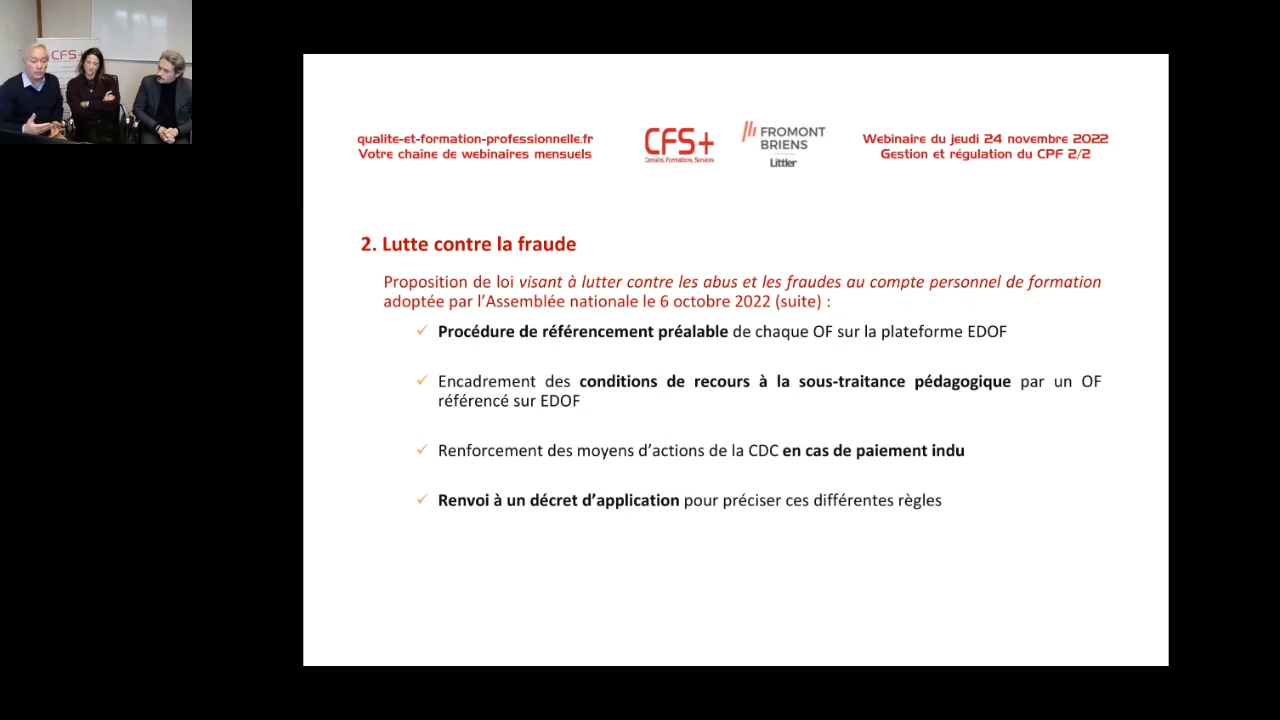 CFS+
qualite-et-formation-professionnelle.fr
Votre chaîne de webinaires mensuels
CFS+
Conseils, Formations, Services
FROMONT
BRIENS
Littler
Webinaire du jeudi 24 novembre 2022
Gestion et régulation du CPF 2/2
2. Lutte contre la fraude
Proposition de loi visant à lutter contre les abus et les fraudes au compte personnel de formation
adoptée par l'Assemblée nationale le 6 octobre 2022 (suite) :
✓ Procédure de référencement préalable de chaque OF sur la plateforme EDOF
✓ Encadrement des conditions de recours à la sous-traitance pédagogique par un OF
référencé sur EDOF
✓ Renforcement des moyens d'actions de la CDC en cas de paiement indu
✓ Renvoi à un décret d'application pour préciser ces différentes règles